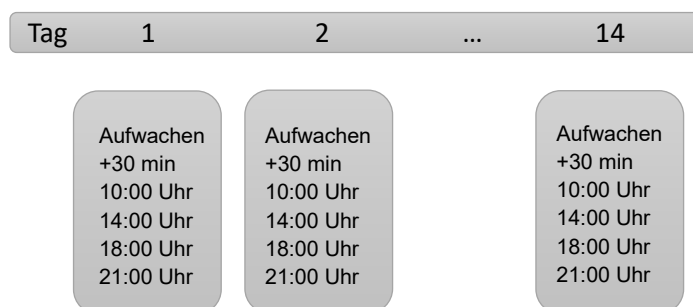 Tag 1 2 ... 14
Aufwachen
+30 min
10:00 Uhr
14:00 Uhr
18:00 Uhr
21:00 Uhr
Aufwachen
+30 min
10:00 Uhr
14:00 Uhr
18:00 Uhr
21:00 Uhr
Aufwachen
+30 min
10:00 Uhr
14:00 Uhr
18:00 Uhr
21:00 Uhr